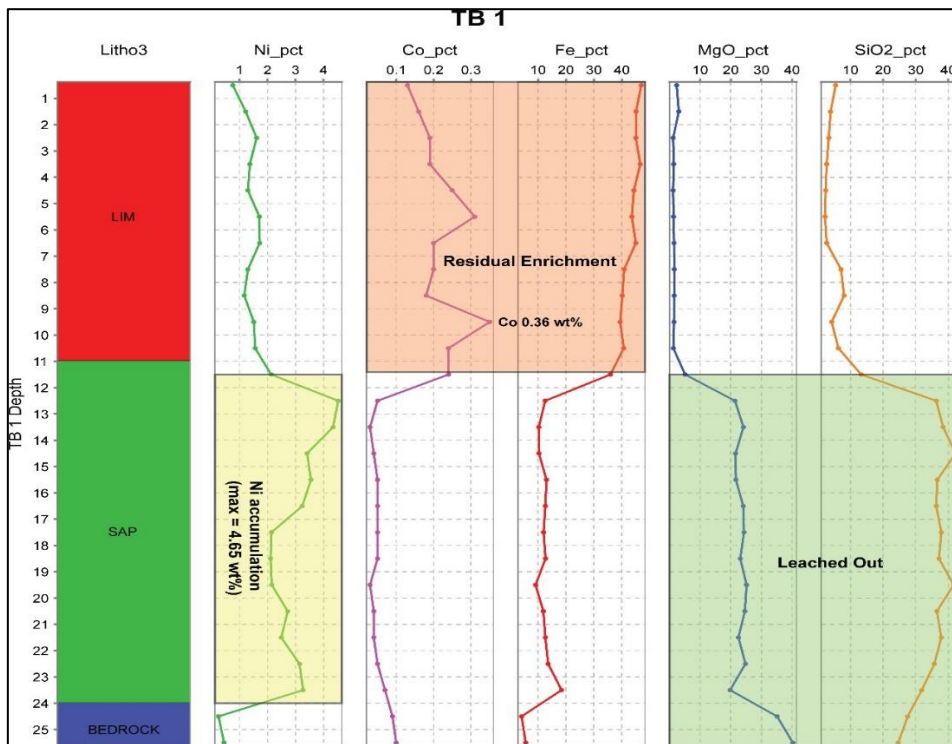 TB 1
Litho3 Ni_pct Co_pct Fe_pct MgO_pct SiO2_pct
1 2 3 4 0.1 0.2 0.3 10 20 30 40 10 20 30 40 10 20 30 40
TB 1 Depth
1
2
3
4
5
6
7
8
9
10
11
12
13
14
15
16
17
18
19
20
21
22
23
24
25
LIM
SAP
BEDROCK
Residual Enrichment
Co 0.36 wt%
Ni accumulation
(max = 4.65 wt%)
Leached Out